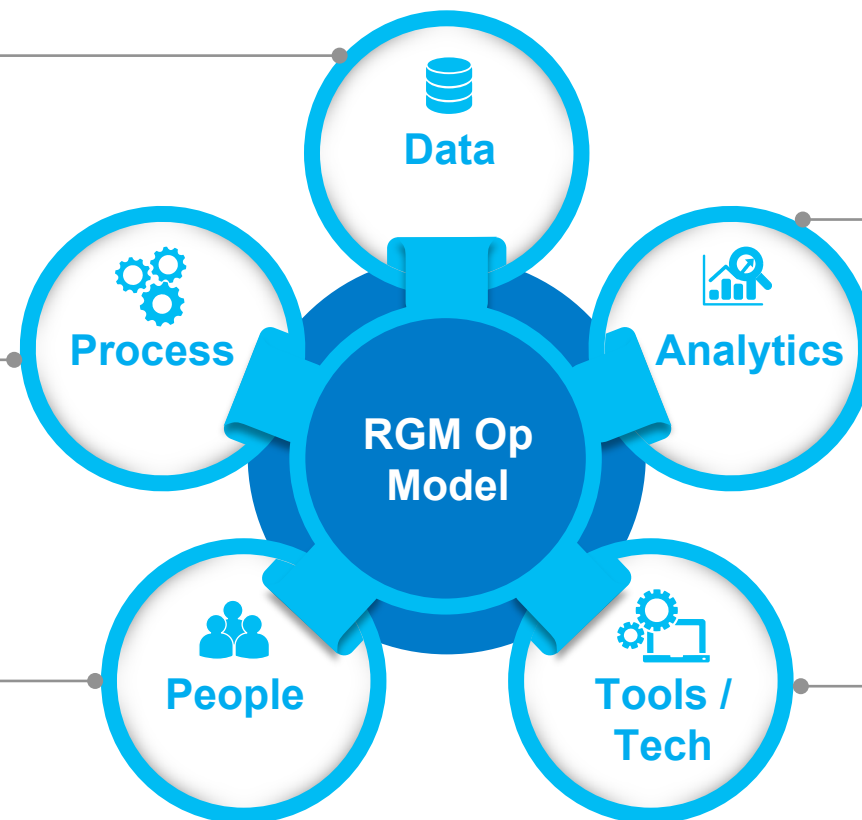 Data
Process
Analytics
RGM Op
Model
People
Tools /
Tech